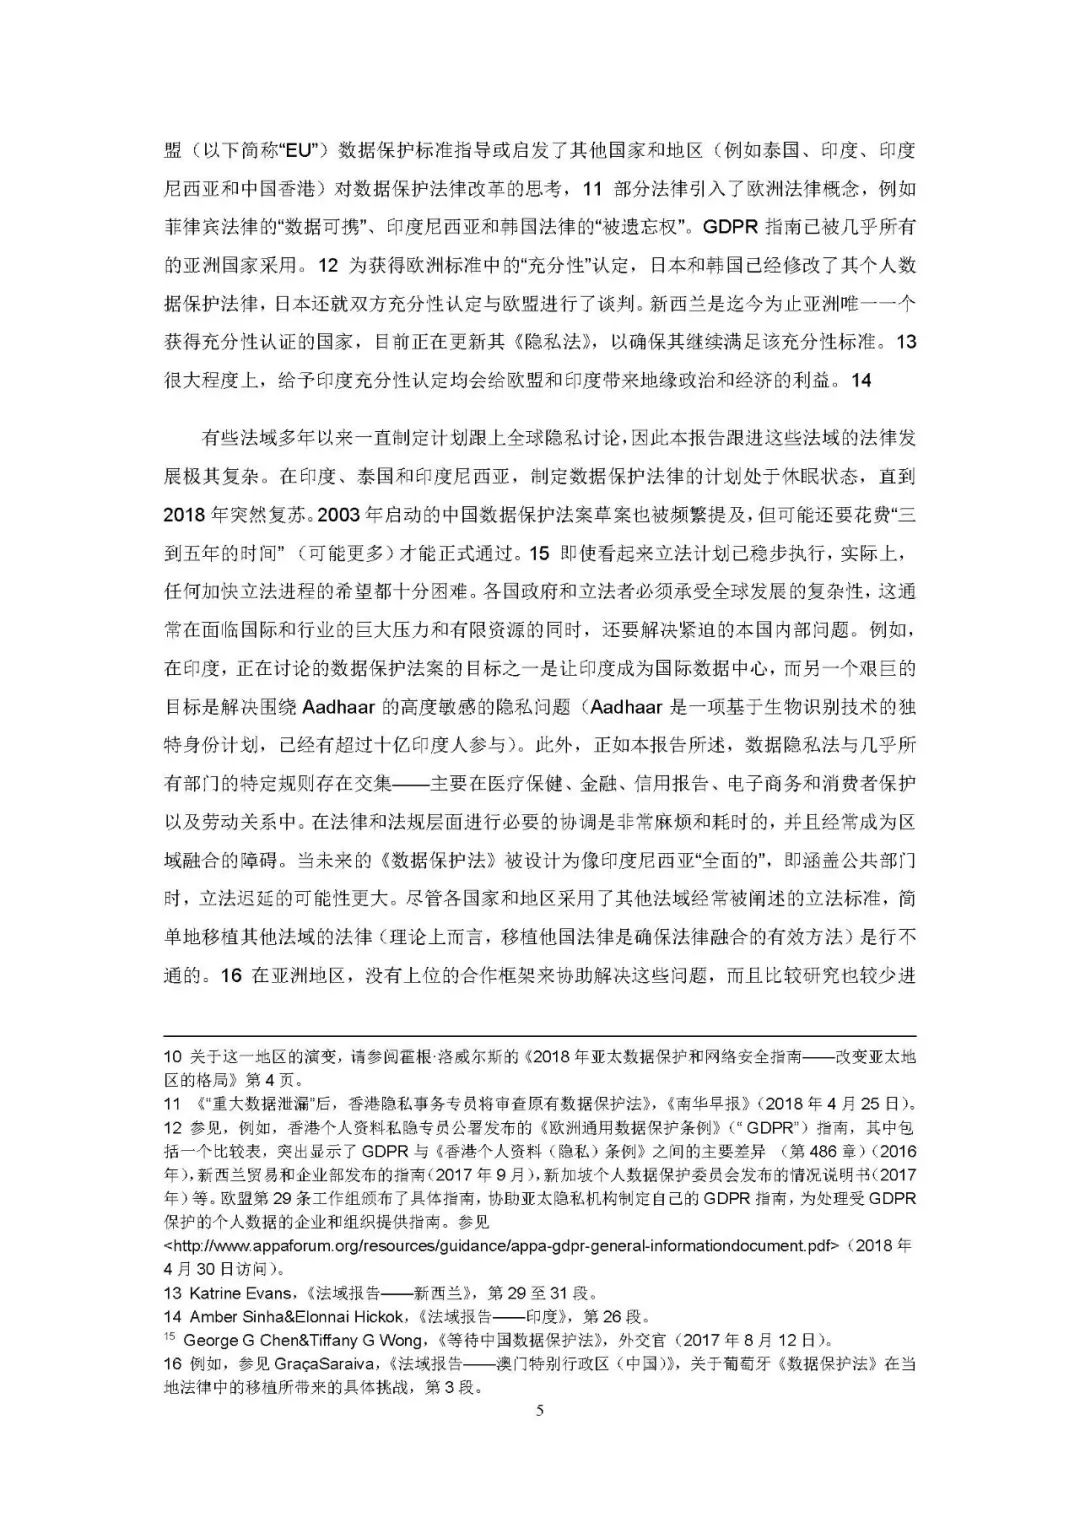 盟（以下简称“EU”）数据保护标准指导或启发了其他国家和地区（例如泰国、印度、印度
尼西亚和中国香港）对数据保护法律改革的思考，11 部分法律引入了欧洲法律概念，例如
菲律宾法律的“数据可携”、印度尼西亚和韩国法律的“被遗忘权”。GDPR 指南已被几乎所有
的亚洲国家采用。12 为获得欧洲标准中的“充分性”认定，日本和韩国已经修改了其个人数
据保护法律，日本还就双方充分性认定与欧盟进行了谈判。新西兰是迄今为止亚洲唯一一个
获得充分性认证的国家，目前正在更新其《隐私法》，以确保其继续满足该充分性标准。13
很大程度上，给予印度充分性认定均会给欧盟和印度带来地缘政治和经济的利益。14
有些法域多年以来一直制定计划跟上全球隐私讨论，因此本报告跟进这些法域的法律发
展极其复杂。在印度、泰国和印度尼西亚，制定数据保护法律的计划处于休眠状态，直到
2018 年突然复苏。2003 年启动的中国数据保护法案草案也被频繁提及，但可能还要花费“三
到五年的时间” （可能更多）才能正式通过。15 即使看起来立法计划已稳步执行，实际上，
任何加快立法进程的希望都十分困难。各国政府和立法者必须承受全球发展的复杂性，这通
常在面临国际和行业的巨大压力和有限资源的同时，还要解决紧迫的本国内部问题。例如，
在印度，正在讨论的数据保护法案的目标之一是让印度成为国际数据中心，而另一个艰巨的
目标是解决围绕 Aadhaar 的高度敏感的隐私问题（Aadhaar 是一项基于生物识别技术的独
特身份计划，已经有超过十亿印度人参与）。此外，正如本报告所述，数据隐私法与几乎所
有部门的特定规则存在交集——主要在医疗保健、金融、信用报告、电子商务和消费者保护
以及劳动关系中。在法律和法规层面进行必要的协调是非常麻烦和耗时的，并且经常成为区
域融合的障碍。当未来的《数据保护法》被设计为像印度尼西亚“全面的”，即涵盖公共部门
时，立法迟延的可能性更大。尽管各国家和地区采用了其他法域经常被阐述的立法标准，简
单地移植其他法域的法律（理论上而言，移植他国法律是确保法律融合的有效方法）是行不
通的。16 在亚洲地区，没有上位的合作框架来协助解决这些问题，而且比较研究也较少进
10 关于这一地区的演变，请参阅霍根·洛威尔斯的《2018 年亚太数据保护和网络安全指南——改变亚太地
区的格局》第 4 页。
11 《“重大数据泄漏”后，香港隐私事务专员将审查原有数据保护法》，《南华早报》（2018 年 4 月 25 日）。
12 参见，例如，香港个人资料私隐专员公署发布的《欧洲通用数据保护条例》（“ GDPR”）指南，其中包
括一个比较表，突出显示了 GDPR 与《香港个人资料（隐私）条例》之间的主要差异 （第 486 章）（2016
年），新西兰贸易和企业部发布的指南（2017 年 9 月），新加坡个人数据保护委员会发布的情况说明书（2017
年）等。欧盟第 29 条工作组颁布了具体指南，协助亚太隐私机构制定自己的 GDPR 指南，为处理受 GDPR
保护的个人数据的企业和组织提供指南。参见
<http://www.appaforum.org/resources/guidance/appa-gdpr-general-informationdocument.pdf>（2018 年
4 月 30 日访问）。
13 Katrine Evans，《法域报告——新西兰》，第 29 至 31 段。
14 Amber Sinha&Elonnai Hickok，《法域报告——印度》，第 26 段。
15 George G Chen&Tiffany G Wong，《等待中国数据保护法》，外交官（2017 年 8 月 12 日）。
16 例如，参见 GraçaSaraiva，《法域报告——澳门特别行政区（中国）》，关于葡萄牙《数据保护法》在当
地法律中的移植所带来的具体挑战，第 3 段。
5